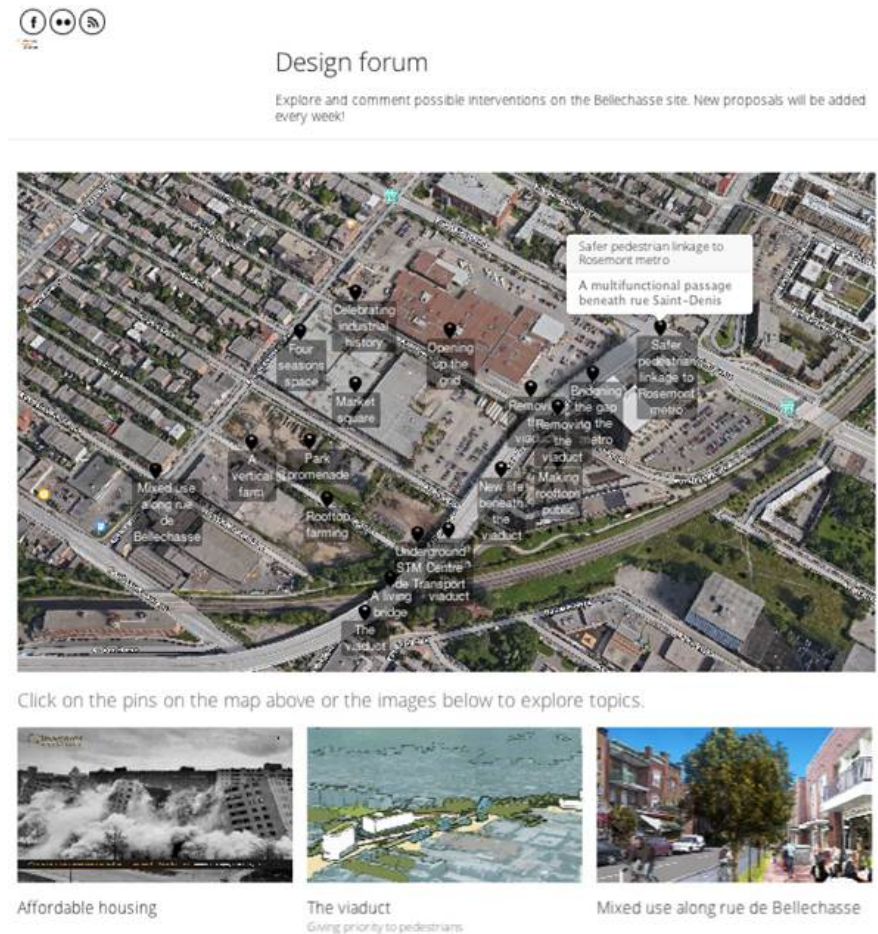 Design forum
Explore and comment possible interventions on the Bellechasse site. New proposals will be added
every week!
Safer pedestrian linkage to
Rosemont metro
A multifunctional passage
beneath rue Saint-Denis
Celebrating
industrial
history
Four
seasons
space
Opening
up the
grid
Safer
pedestrian
linkage to
Rosemont
metro
Market
square
Bridging
the gap
the
metro
Removing
the
viaduct
A
vertical
farm
Park
promenade
Mixed use
along rue
de
Bellechasse
Rooftop
farming
New life
beneath
the
viaduct
Making
rooftops
public
Underground
STM Centre
de Transport
viaduct
A living
bridge
The
viaduct
Click on the pins on the map above or the images below to explore topics.
Affordable housing
The viaduct
Giving priority to pedestrians
Mixed use along rue de Bellechasse